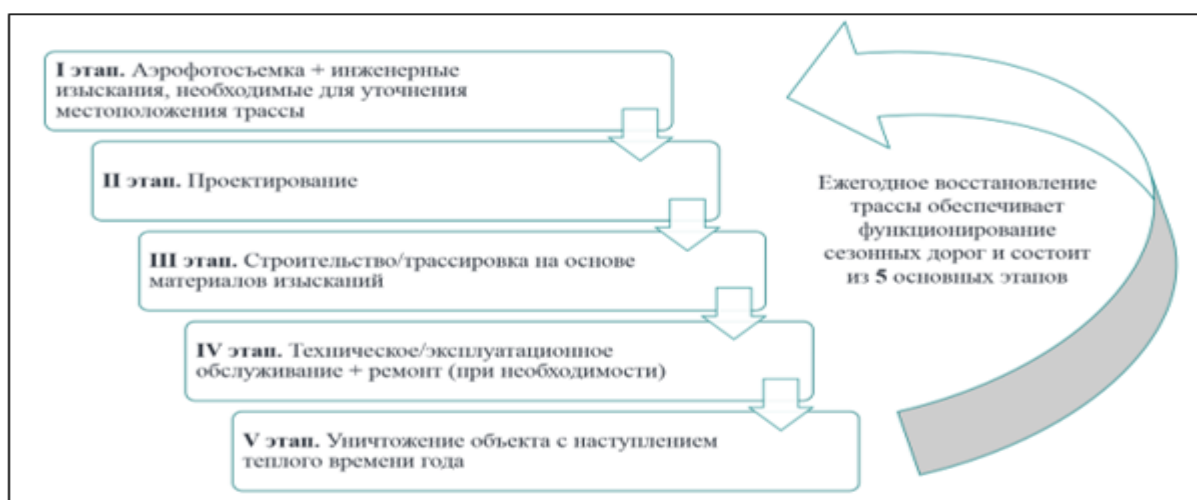 I этап. Аэрофотосъемка + инженерные
изыскания, необходимые для уточнения
местоположения трассы
II этап. Проектирование
III этап. Строительство/трассировка на основе
материалов изысканий
IV этап. Техническое/эксплуатационное
обслуживание + ремонт (при необходимости)
V этап. Уничтожение объекта с наступлением
теплого времени года
Ежегодное восстановление
трассы обеспечивает
функционирование
сезонных дорог и состоит
из 5 основных этапов